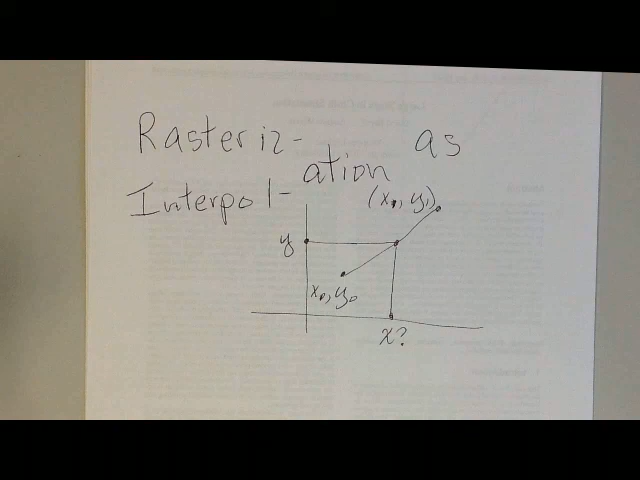 Rasteriz-
ation as
Interpol-
(x₁, y₁)
y
x₀, y₀
x?